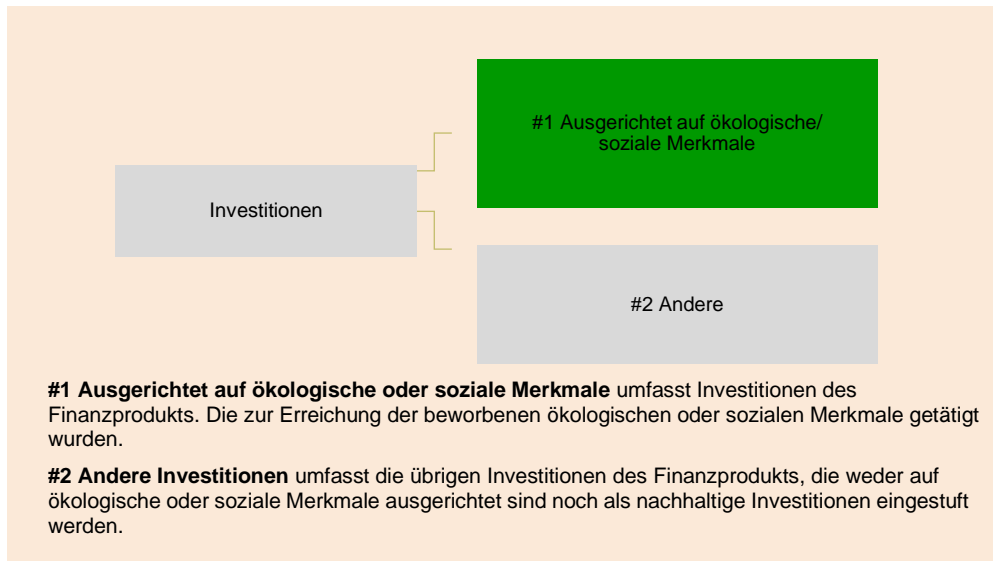 #1 Ausgerichtet auf ökologische/
soziale Merkmale
Investitionen
#2 Andere
#1 Ausgerichtet auf ökologische oder soziale Merkmale umfasst Investitionen des
Finanzprodukts. Die zur Erreichung der beworbenen ökologischen oder sozialen Merkmale getätigt
wurden.
#2 Andere Investitionen umfasst die übrigen Investitionen des Finanzprodukts, die weder auf
ökologische oder soziale Merkmale ausgerichtet sind noch als nachhaltige Investitionen eingestuft
werden.